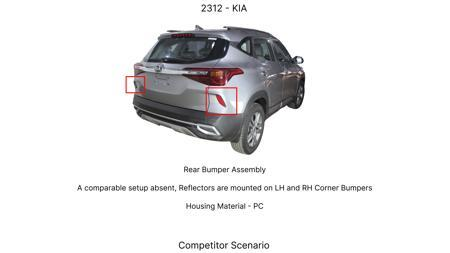 2312 - KIA
Rear Bumper Assembly
A comparable setup absent, Reflectors are mounted on LH and RH Corner Bumpers
Housing Material - PC
Competitor Scenario